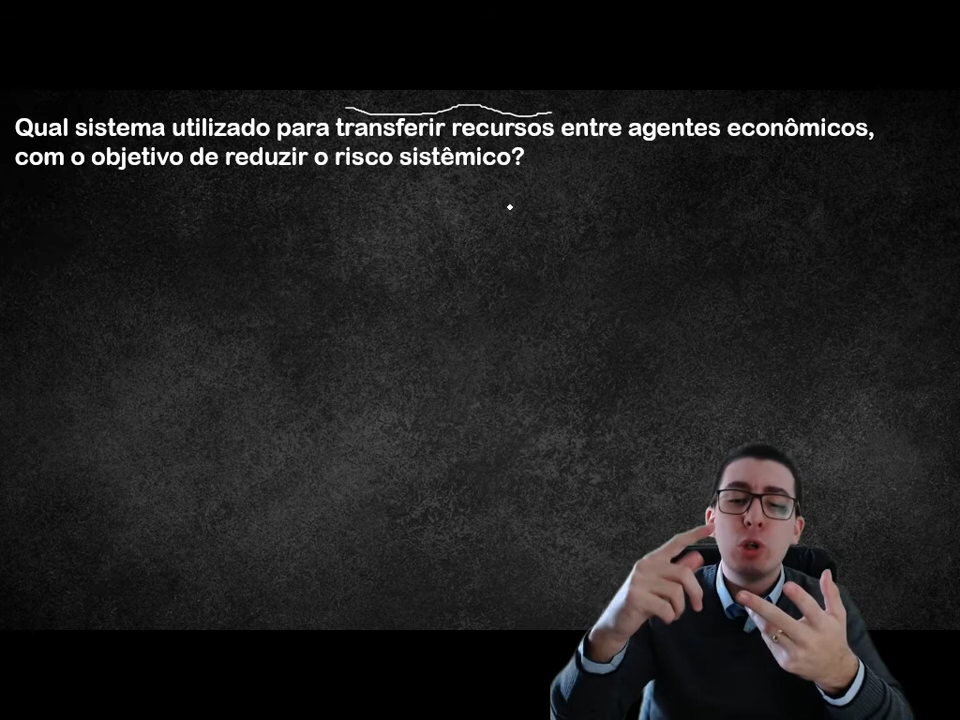 Qual sistema utilizado para transferir recursos entre agentes econômicos,
com o objetivo de reduzir o risco sistêmico?